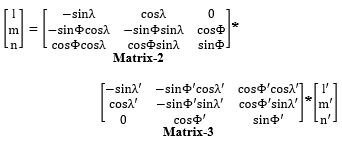 [l m n] = [−sinλ cosλ 0
−sinΦcosλ −sinΦsinλ cosΦ
cosΦcosλ cosΦsinλ sinΦ]*
Matrix-2
[−sinλ′ −sinΦ′cosλ′ cosΦ′cosλ′
cosλ′ −sinΦ′sinλ′ cosΦ′sinλ′
0 cosΦ′ sinΦ′]*[l′ m′ n′]
Matrix-3